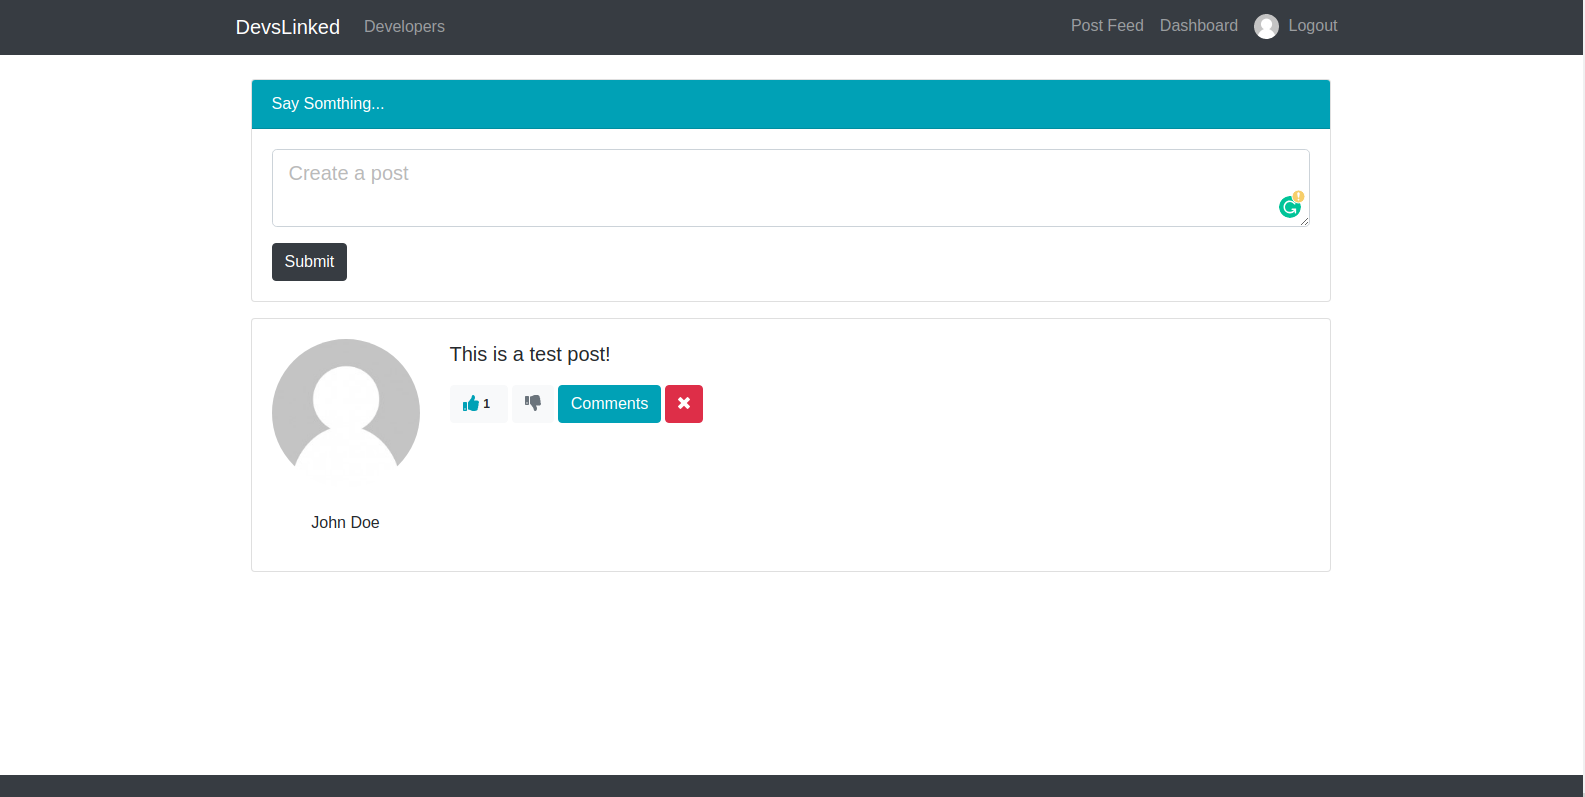 DevsLinked Developers Post Feed Dashboard Logout
Say Somthing...
Create a post
Submit
This is a test post!
1 Comments
John Doe